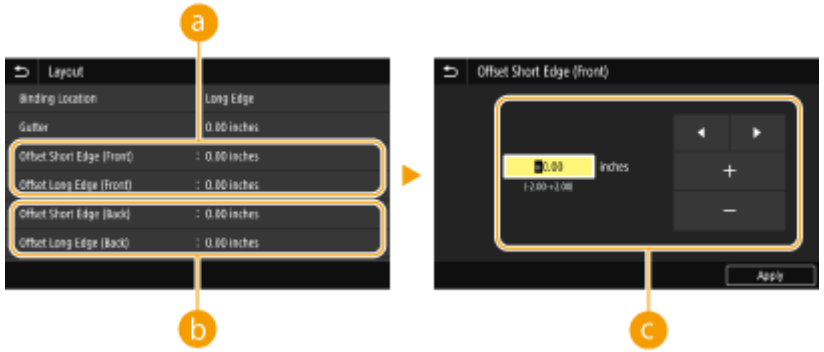 a
Layout
Binding Location Long Edge
Gutter 0.00 inches
Offset Short Edge (Front) : 0.00 inches
Offset Long Edge (Front) : 0.00 inches
Offset Short Edge (Back) : 0.00 inches
Offset Long Edge (Back) : 0.00 inches
b
Offset Short Edge (Front)
0.00 inches
(-2.00-+2.00)
+
−
Apply
c